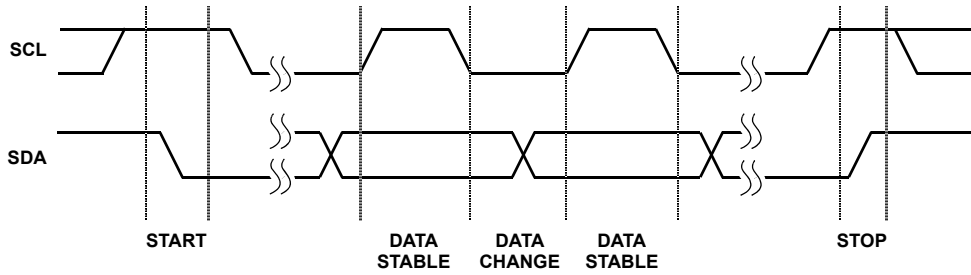 SCL
SDA
START
DATA
STABLE
DATA
CHANGE
DATA
STABLE
STOP